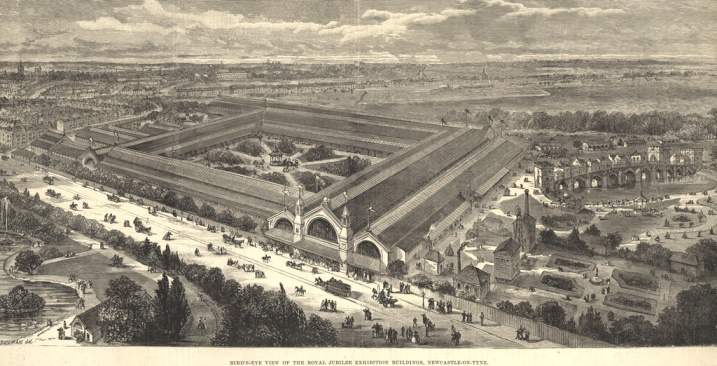 BIRD'S-EYE VIEW OF THE ROYAL JUBILEE EXHIBITION BUILDINGS, NEWCASTLE-ON-TYNE.